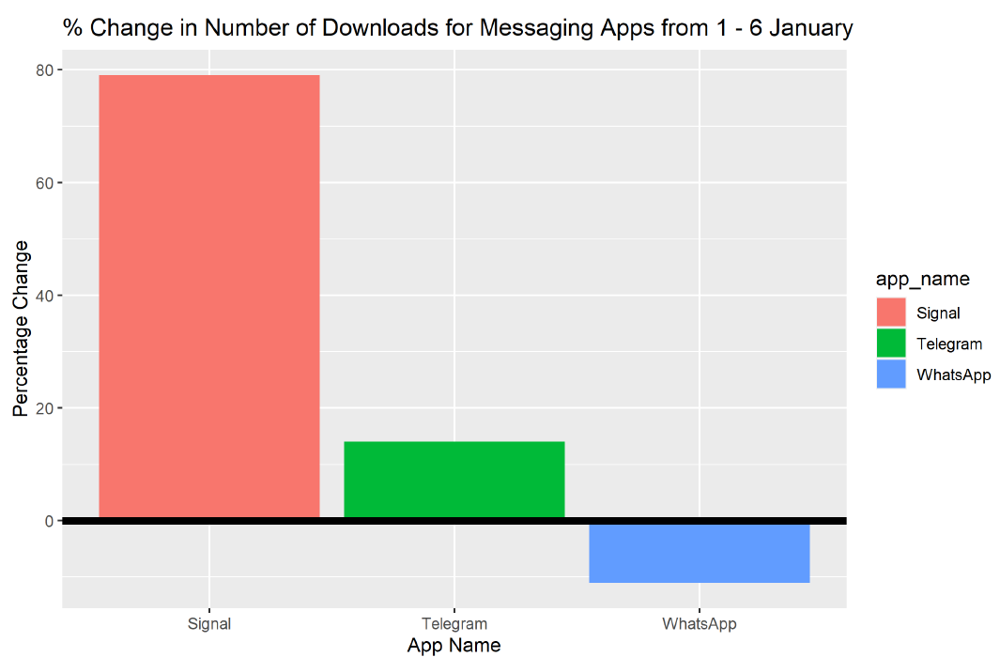 % Change in Number of Downloads for Messaging Apps from 1 - 6 January
80
60
40
20
0
Percentage Change
Signal
Telegram
WhatsApp
App Name
app_name
Signal
Telegram
WhatsApp